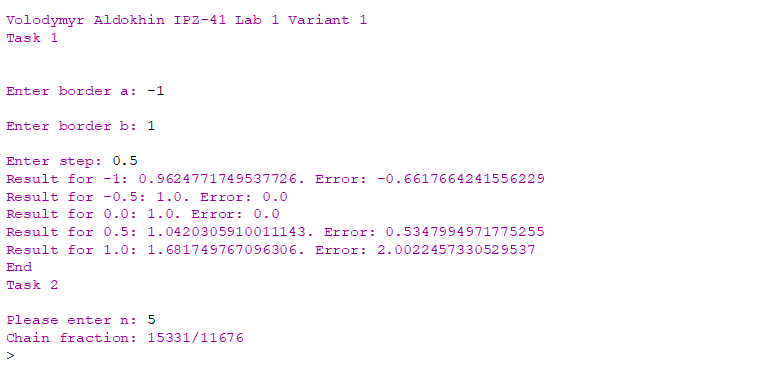 Volodymyr Aldokhin IPZ-41 Lab 1 Variant 1
Task 1
Enter border a: -1
Enter border b: 1
Enter step: 0.5
Result for -1: 0.9624771749537726. Error: -0.6617664241556229
Result for -0.5: 1.0. Error: 0.0
Result for 0.0: 1.0. Error: 0.0
Result for 0.5: 1.0420305910011143. Error: 0.5347994971775255
Result for 1.0: 1.681749767096306. Error: 2.0022457330529537
End
Task 2
Please enter n: 5
Chain fraction: 15331/11676
>